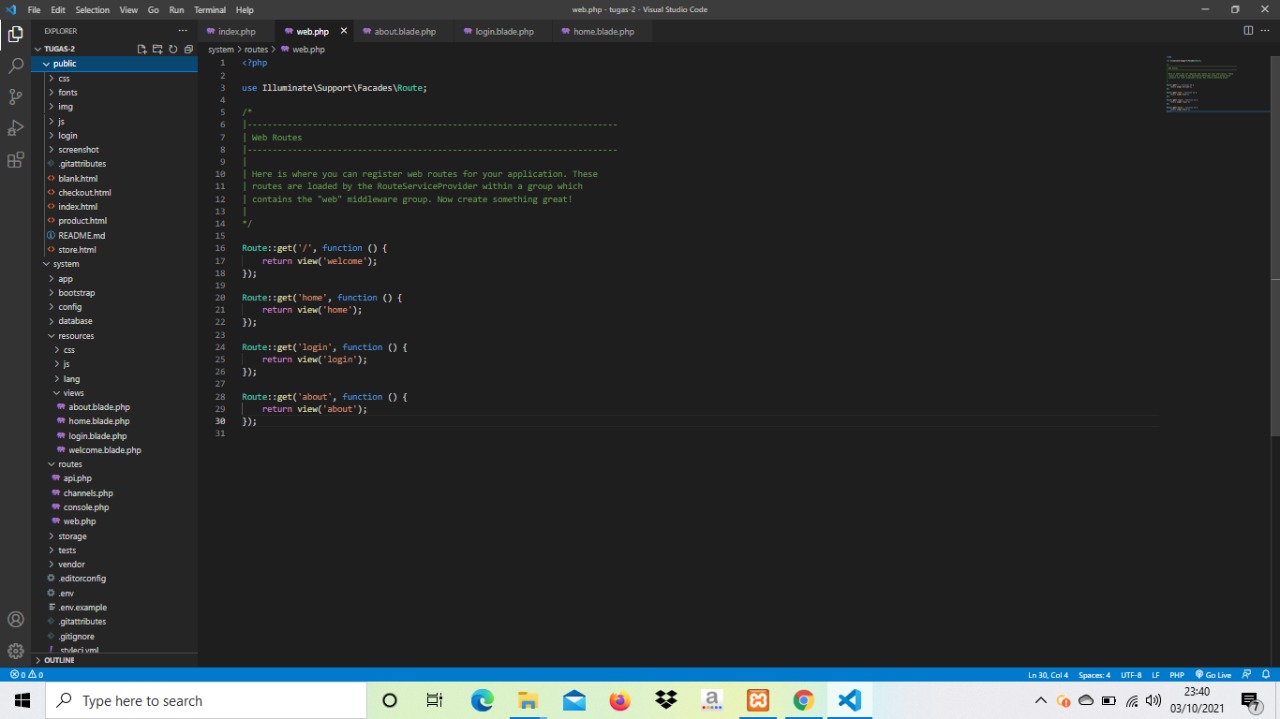 File Edit Selection View Go Run Terminal Help
web.php - tugas-2 - Visual Studio Code
EXPLORER
TUGAS-2
public
css
fonts
img
js
login
screenshot
.gitattributes
blank.html
checkout.html
index.html
product.html
README.md
store.html
system
app
bootstrap
config
database
resources
css
js
lang
views
about.blade.php
home.blade.php
login.blade.php
welcome.blade.php
routes
api.php
channels.php
console.php
web.php
storage
tests
vendor
.editorconfig
.env
.env.example
.gitattributes
.gitignore
.styleci.yml
OUTLINE
index.php web.php about.blade.php login.blade.php home.blade.php
system > routes > web.php
1 <?php
2
3 use Illuminate\Support\Facades\Route;
4
5 /*
6 |--------------------------------------------------------------------------
7 | Web Routes
8 |--------------------------------------------------------------------------
9 |
10 | Here is where you can register web routes for your application. These
11 | routes are loaded by the RouteServiceProvider within a group which
12 | contains the "web" middleware group. Now create something great!
13 |
14 */
15
16 Route::get('/', function () {
17 return view('welcome');
18 });
19
20 Route::get('home', function () {
21 return view('home');
22 });
23
24 Route::get('login', function () {
25 return view('login');
26 });
27
28 Route::get('about', function () {
29 return view('about');
30 });
31
0 0 Ln 30, Col 4 Spaces: 4 UTF-8 LF PHP Go Live
Type here to search
a
23:40
03/10/2021
7